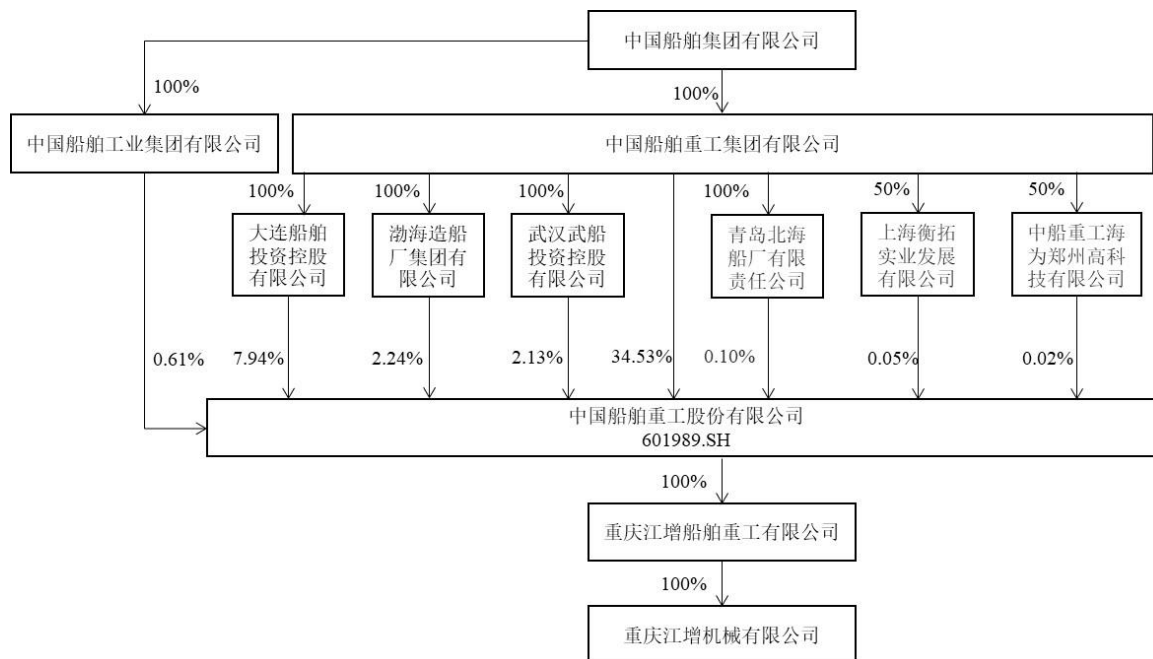 中国船舶集团有限公司
100%
100%
中国船舶工业集团有限公司
中国船舶重工集团有限公司
100%
100%
100%
100%
50%
50%
大连船舶
投资控股
有限公司
渤海造船
厂集团有
限公司
武汉武船
投资控股
有限公司
青岛北海
船厂有限
责任公司
上海衡拓
实业发展
有限公司
中船重工海
为郑州高科
技有限公司
0.61%
7.94%
2.24%
2.13%
34.53%
0.10%
0.05%
0.02%
中国船舶重工股份有限公司
601989.SH
100%
重庆江增船舶重工有限公司
100%
重庆江增机械有限公司